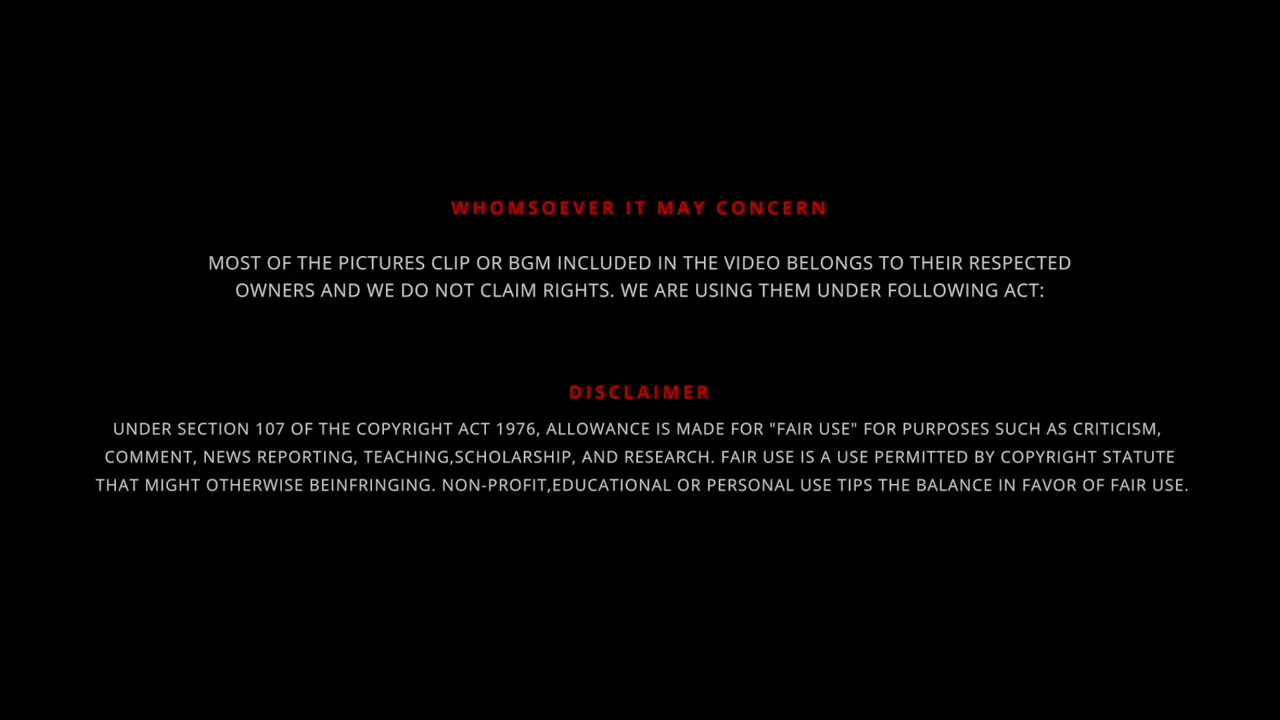 WHOMSOEVER IT MAY CONCERN
MOST OF THE PICTURES CLIP OR BGM INCLUDED IN THE VIDEO BELONGS TO THEIR RESPECTED
OWNERS AND WE DO NOT CLAIM RIGHTS. WE ARE USING THEM UNDER FOLLOWING ACT:
DISCLAIMER
UNDER SECTION 107 OF THE COPYRIGHT ACT 1976, ALLOWANCE IS MADE FOR "FAIR USE" FOR PURPOSES SUCH AS CRITICISM,
COMMENT, NEWS REPORTING, TEACHING,SCHOLARSHIP, AND RESEARCH. FAIR USE IS A USE PERMITTED BY COPYRIGHT STATUTE
THAT MIGHT OTHERWISE BEINFRINGING. NON-PROFIT,EDUCATIONAL OR PERSONAL USE TIPS THE BALANCE IN FAVOR OF FAIR USE.